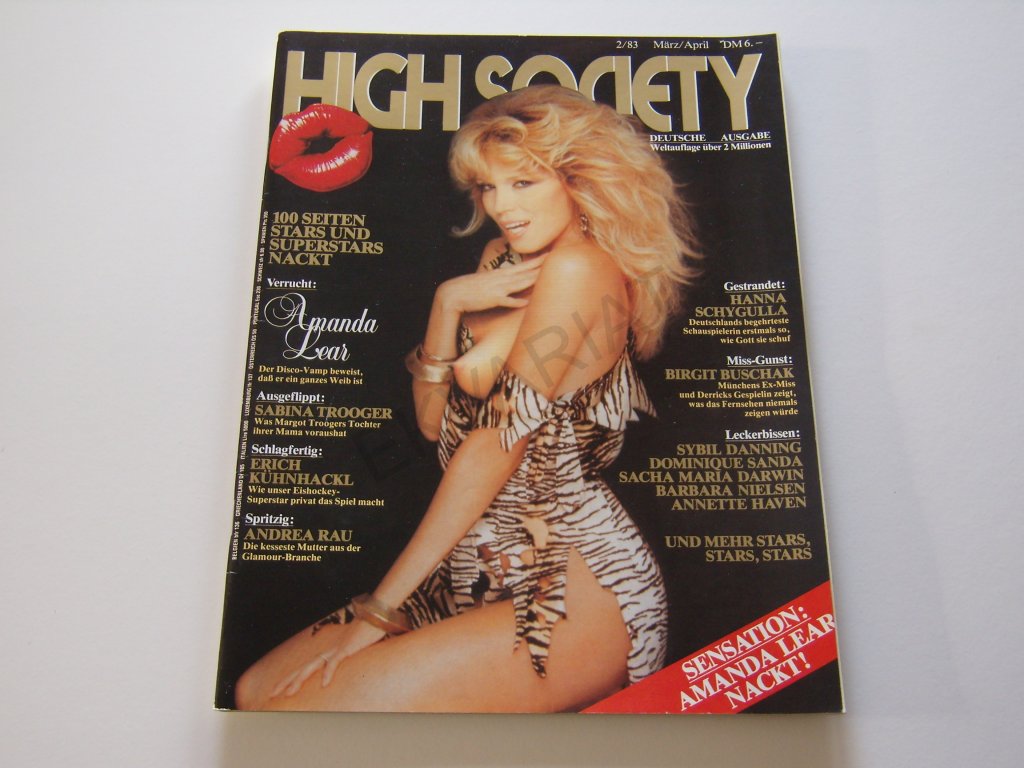 2/83 März/April DM 6.–
HIGH SOCIETY
DEUTSCHE AUSGABE
Weltauflage über 2 Millionen
100 SEITEN
STARS UND
SUPERSTARS
NACKT
Verrucht:
Amanda
Lear
Der Disco-Vamp beweist,
daß er ein ganzes Weib ist
Ausgeflippt:
SABINA TROOGER
Was Margot Troogers Tochter
ihrer Mama voraushat
Schlagfertig:
ERICH
KÜHNHACKL
Wie unser Eishockey-
Superstar privat das Spiel macht
Spritzig:
ANDREA RAU
Die kesseste Mutter aus der
Glamour-Branche
Gestrandet:
HANNA
SCHYGULLA
Deutschlands begehrteste
Schauspielerin erstmals so,
wie Gott sie schuf
Miss-Gunst:
BIRGIT BUSCHAK
Münchens Ex-Miss
und Derricks Gespielin zeigt,
was das Fernsehen niemals
zeigen würde
Leckerbissen:
SYBIL DANNING
DOMINIQUE SANDA
SACHA MARIA DARWIN
BARBARA NIELSEN
ANNETTE HAVEN
UND MEHR STARS,
STARS, STARS
SENSATION:
AMANDA LEAR
NACKT!